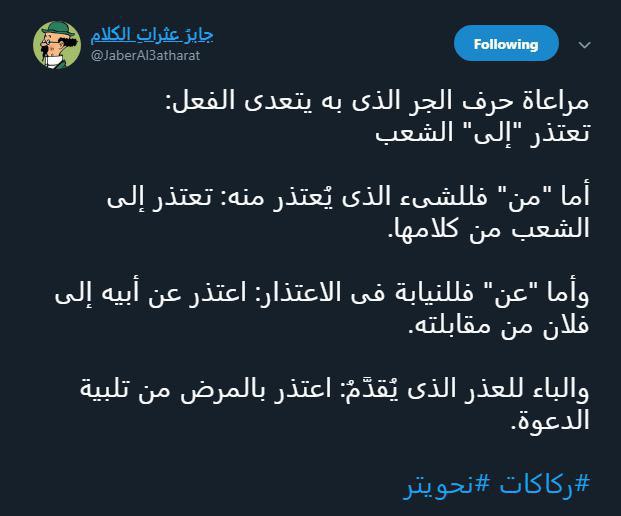 جابرُ عثراتِ الكلام
@JaberAl3atharat
Following
مراعاة حرف الجر الذى به يتعدى الفعل:
تعتذر "إلى" الشعب
أما "من" فللشىء الذى يُعتذر منه: تعتذر إلى
الشعب من كلامها.
وأما "عن" فللنيابة فى الاعتذار: اعتذر عن أبيه إلى
فلان من مقابلته.
والباء للعذر الذى يُقدَّمُ: اعتذر بالمرض من تلبية
الدعوة.
#ركاكات #نحويتر